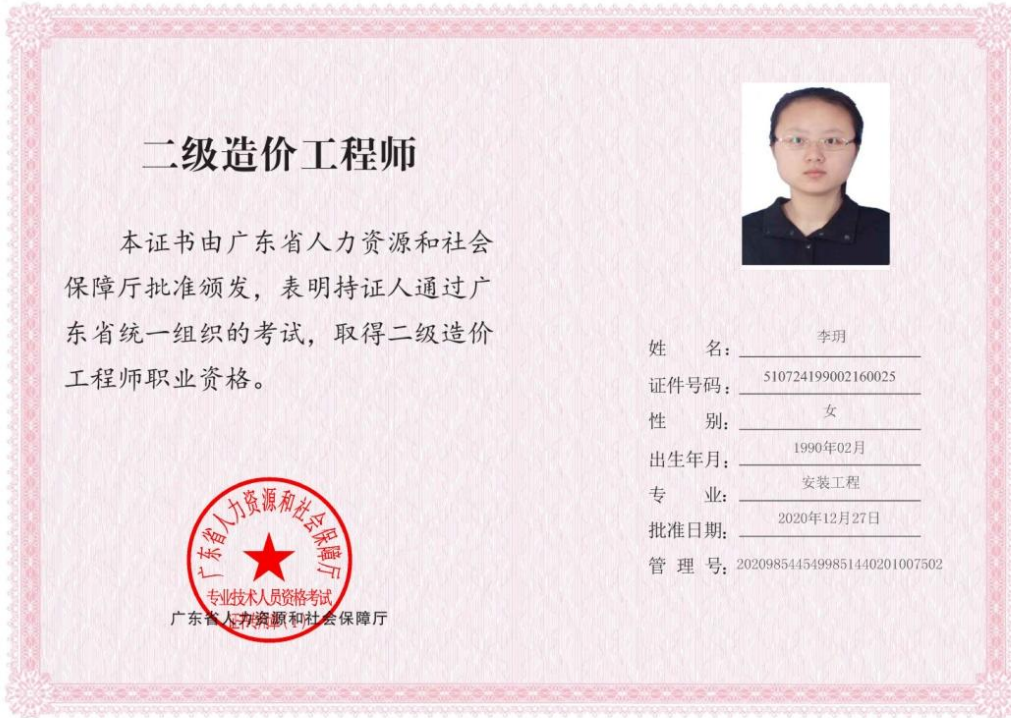 二级造价工程师
本证书由广东省人力资源和社会
保障厅批准颁发，表明持证人通过广
东省统一组织的考试，取得二级造价
工程师职业资格。
广东省人力资源和社会保障厅
专业技术人员资格考试
广东省人力资源和社会保障厅
姓 名： 李玥
证件号码： 510724199002160025
性 别： 女
出生年月： 1990年02月
专 业： 安装工程
批准日期： 2020年12月27日
管 理 号： 2020985445499851440201007502